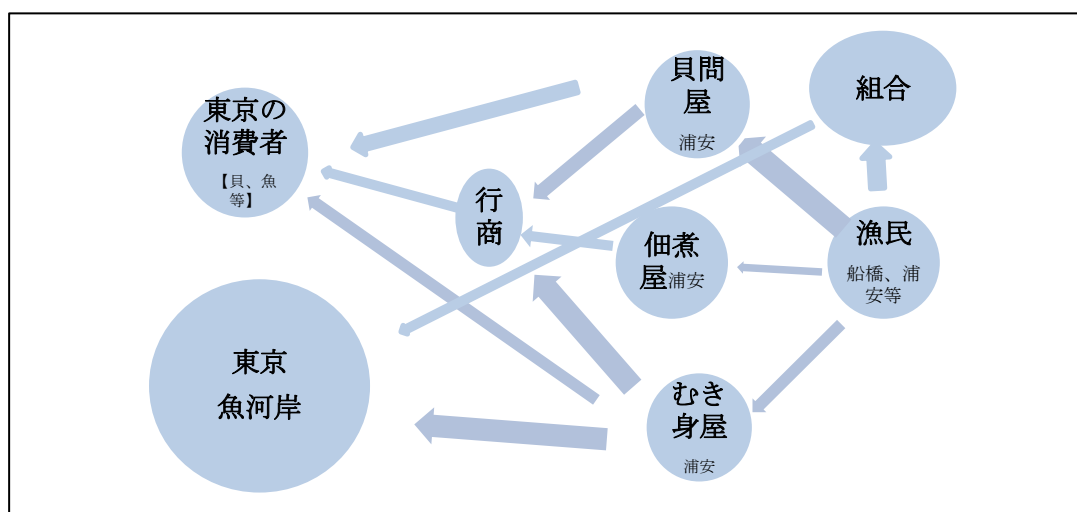 東京の
消費者
【貝、魚
等】
貝問
屋
浦安
組合
行
商
佃煮
屋浦安
漁民
船橋、浦
安等
東京
魚河岸
むき
身屋
浦安